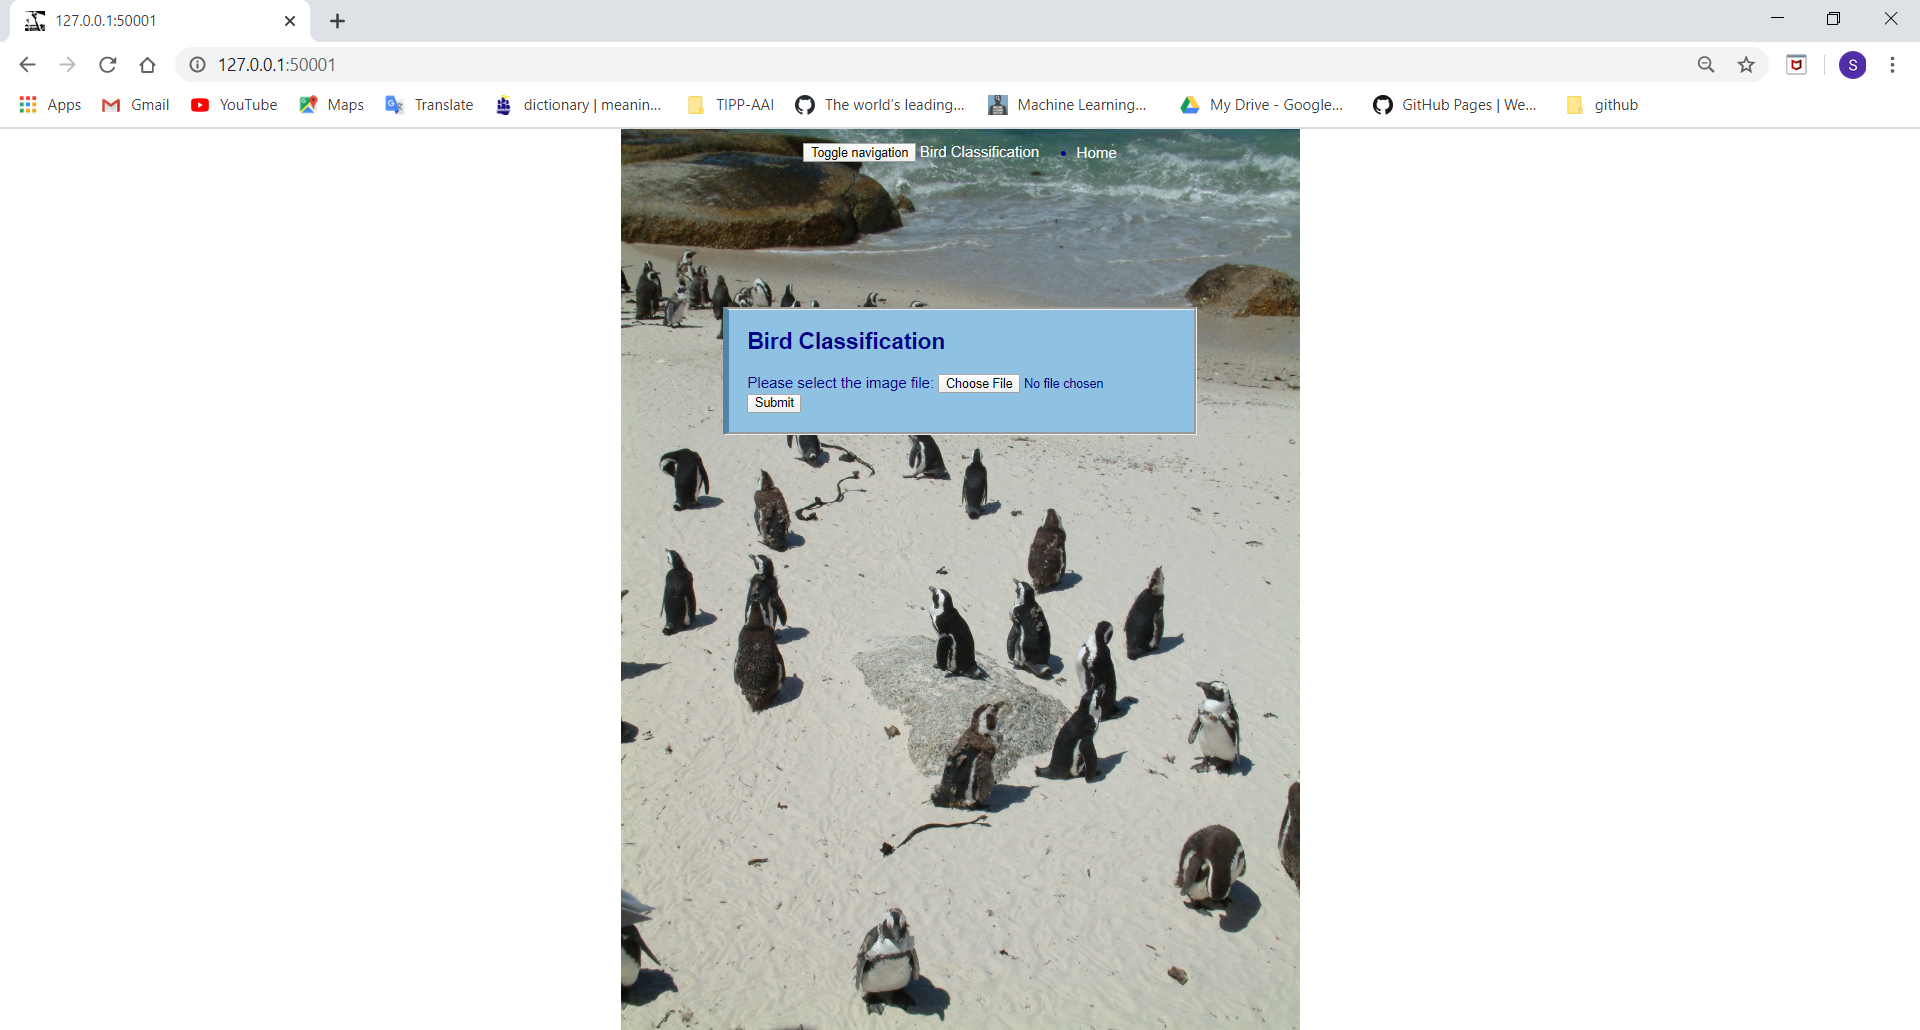 127.0.0.1:50001
127.0.0.1:50001
Apps Gmail YouTube Maps Translate dictionary | meanin... TIPP-AAI The world's leading... Machine Learning... My Drive - Google... GitHub Pages | We... github
S
Toggle navigation Bird Classification • Home
Bird Classification
Please select the image file: Choose File No file chosen
Submit